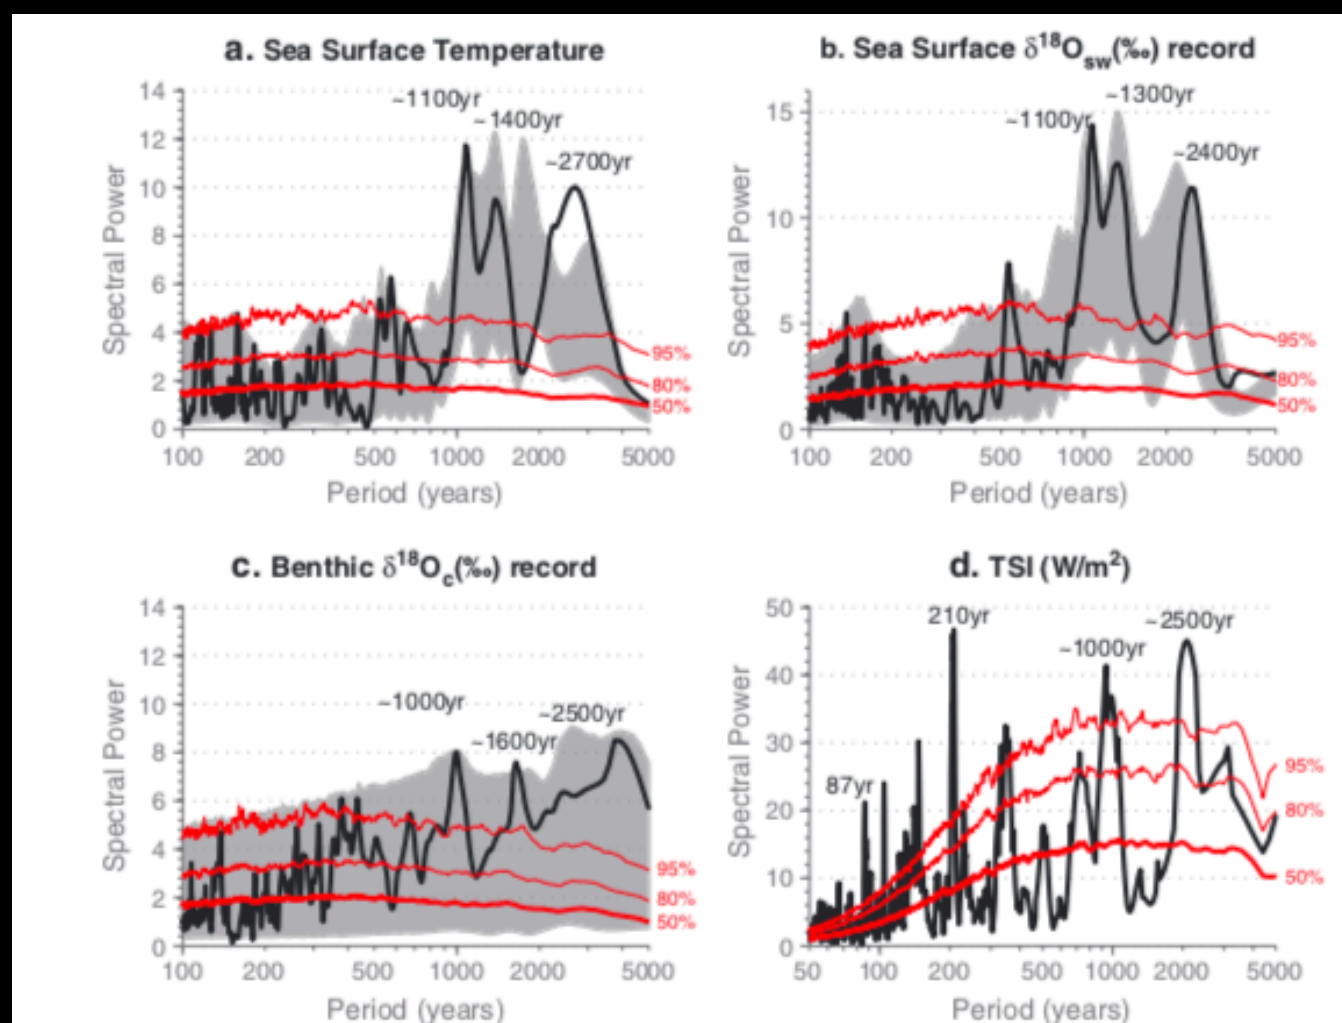 a. Sea Surface Temperature
~1100yr
~1400yr
~2700yr
14
12
10
8
6
4
2
0
Spectral Power
95%
80%
50%
100 200 500 1000 2000 5000
Period (years)
b. Sea Surface δ¹⁸Osw(‰) record
~1300yr
~1100yr
~2400yr
15
10
5
0
Spectral Power
95%
80%
50%
100 200 500 1000 2000 5000
Period (years)
c. Benthic δ¹⁸Oc(‰) record
~1000yr
~2500yr
~1600yr
14
12
10
8
6
4
2
0
Spectral Power
95%
80%
50%
100 200 500 1000 2000 5000
Period (years)
d. TSI (W/m²)
210yr
~2500yr
~1000yr
87yr
50
40
30
20
10
0
Spectral Power
95%
80%
50%
50 100 200 500 1000 2000 5000
Period (years)